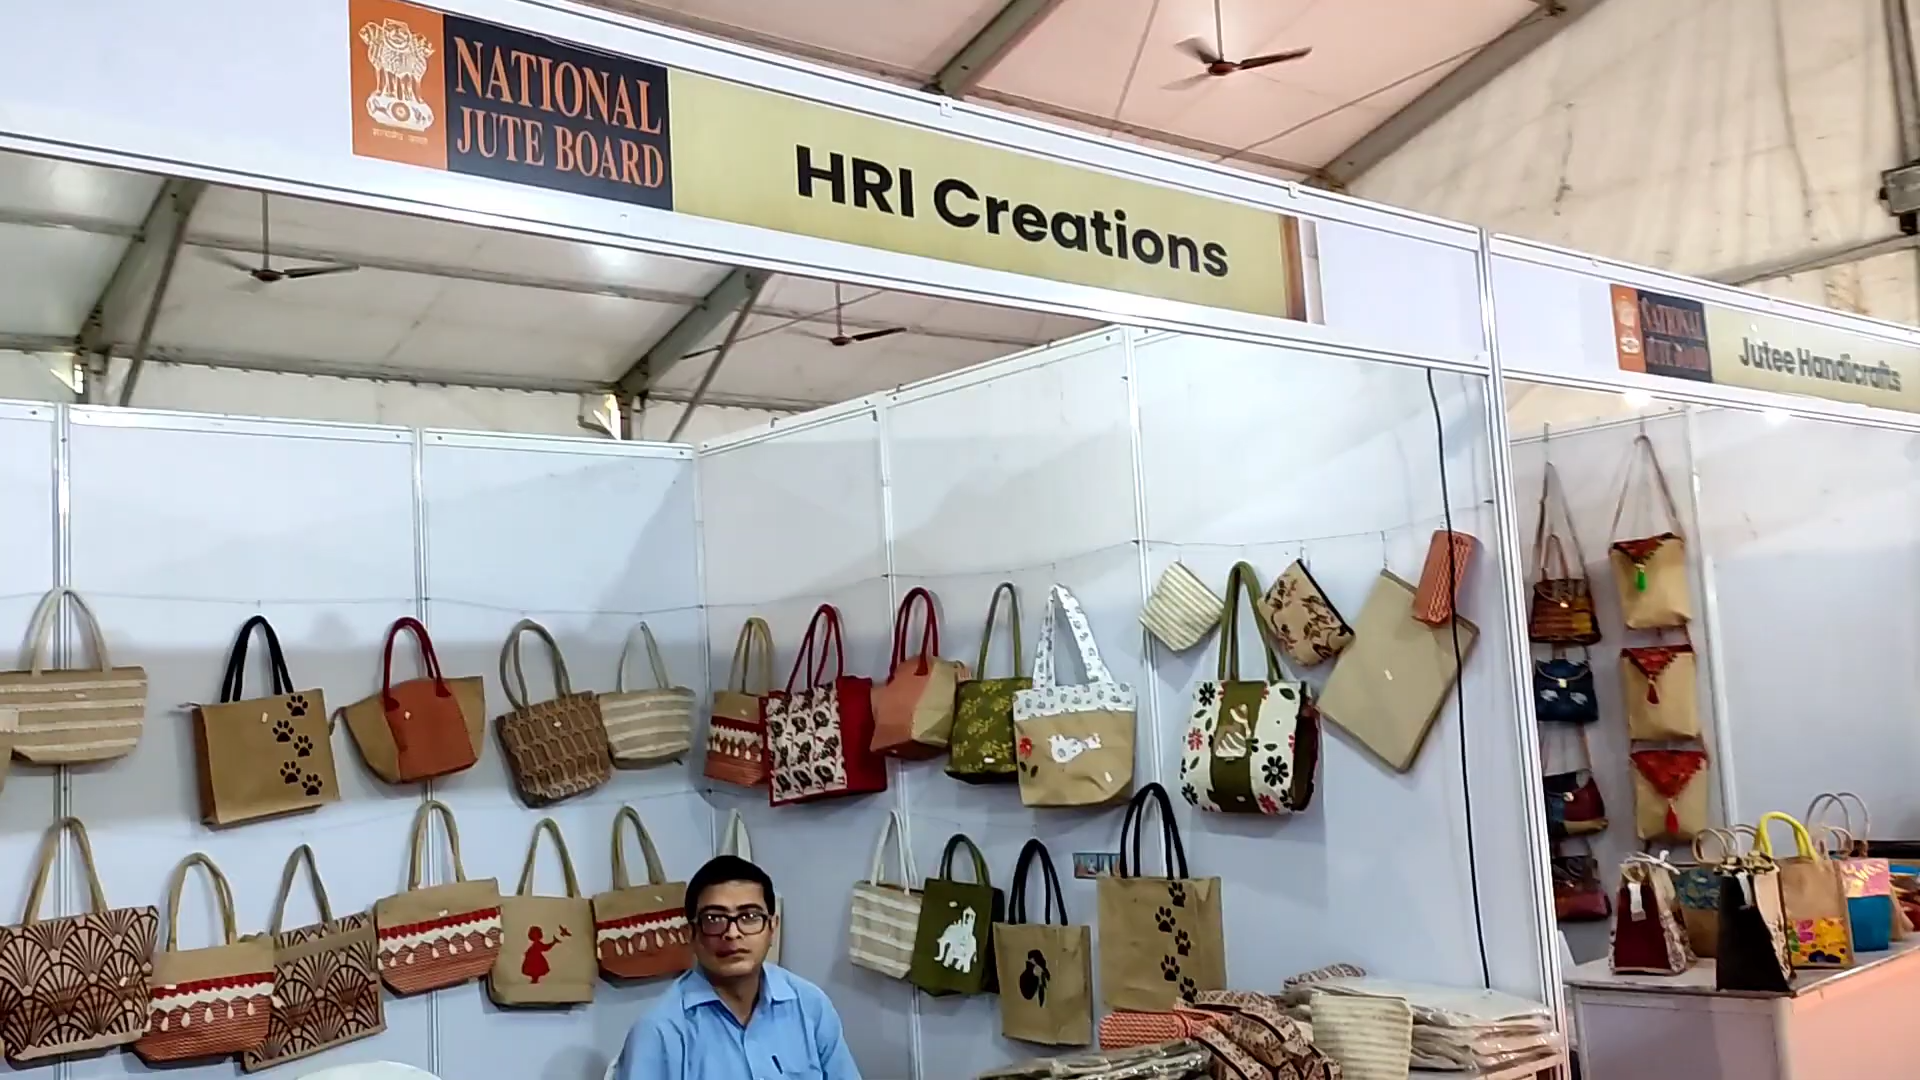 NATIONAL
JUTE BOARD
HRI Creations
NATIONAL
JUTE BOARD
Jutee Handicrafts